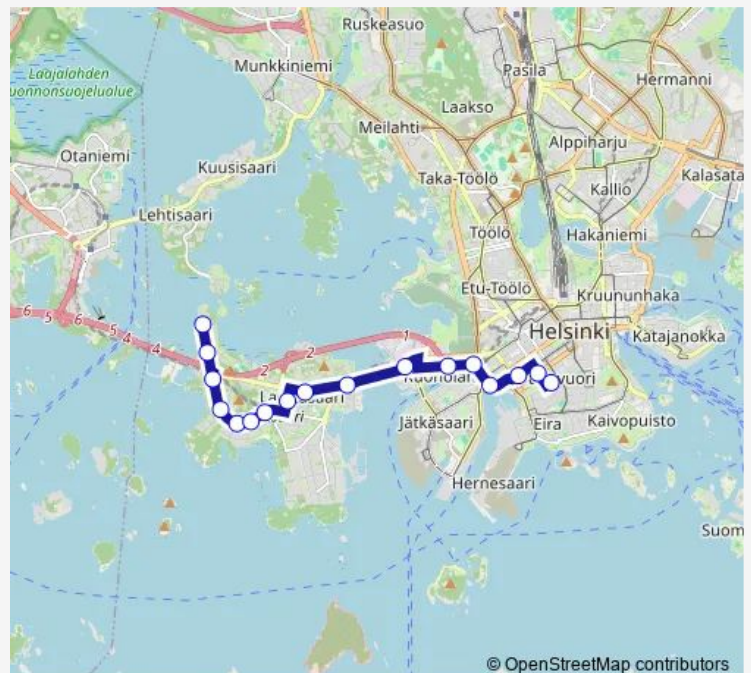 Ruskeasuo
Munkkiniemi
Pasila
Hermanni
Laajalahden
uonnonsuojelualue
Laakso
Meilahti
Alppiharju
Otaniemi
Kuusisaari
Taka-Töölö
Kallio
Kalasata
Lehtisaari
Töölö
Hakaniemi
Etu-Töölö
Kruununhaka
6 5 6 5 4 4
1
2 2
Helsinki
Katajanokka
vuori
Jätkäsaari
Eira
Kaivopuisto
Hernesaari
Suom
© OpenStreetMap contributors